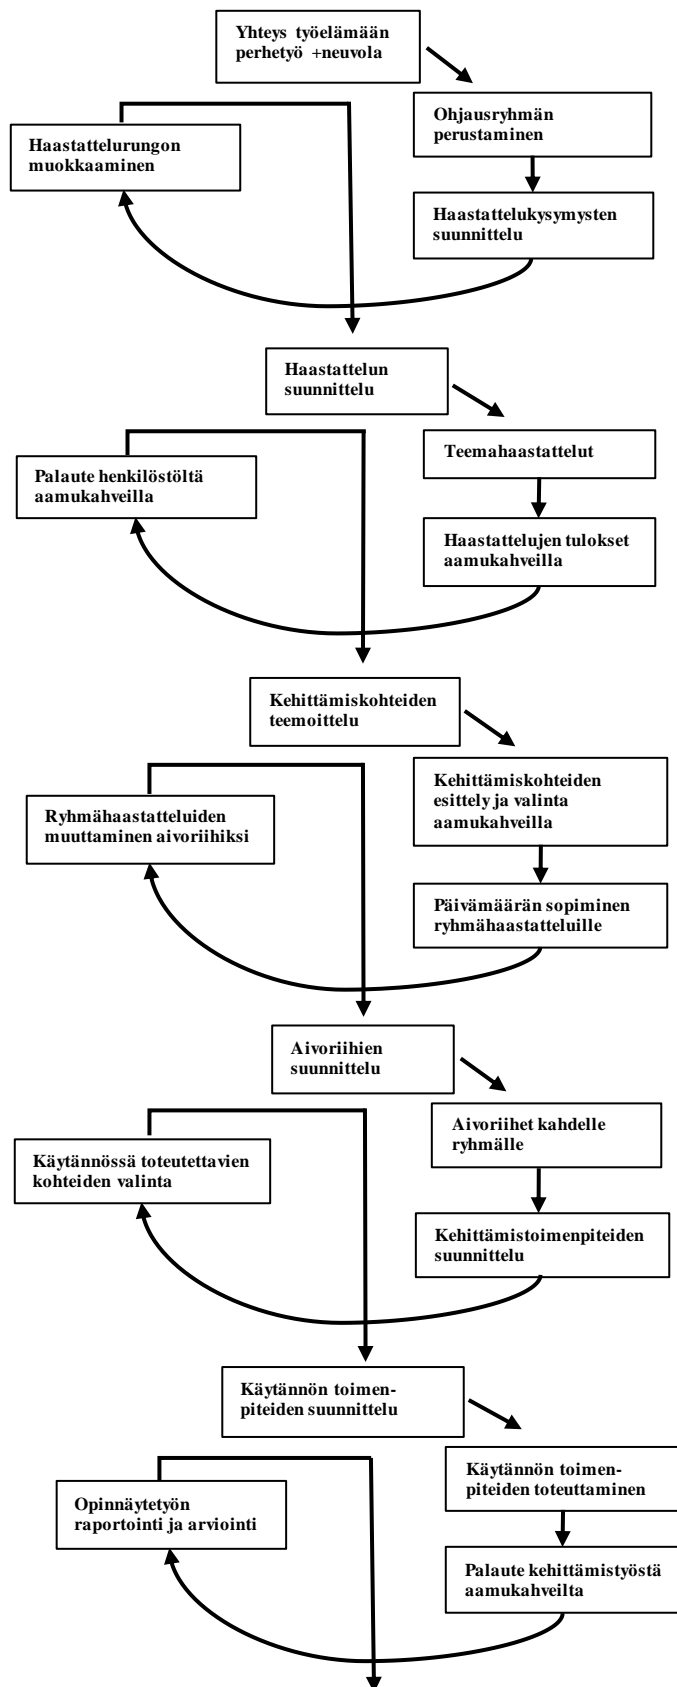 Yhteys työelämään
perhetyö +neuvola
Ohjausryhmän
perustaminen
Haastattelurungon
muokkaaminen
Haastattelukysymysten
suunnittelu
Haastattelun
suunnittelu
Teemahaastattelut
Palaute henkilöstöltä
aamukahveilla
Haastattelujen tulokset
aamukahveilla
Kehittämiskohteiden
teemoittelu
Kehittämiskohteiden
esittely ja valinta
aamukahveilla
Ryhmähaastatteluiden
muuttaminen aivoriihiksi
Päivämäärän sopiminen
ryhmähaastatteluille
Aivoriihien
suunnittelu
Aivoriihet kahdelle
ryhmälle
Käytännössä toteutettavien
kohteiden valinta
Kehittämistoimenpiteiden
suunnittelu
Käytännön toimen-
piteiden suunnittelu
Käytännön toimen-
piteiden toteuttaminen
Opinnäytetyön
raportointi ja arviointi
Palaute kehittämistyöstä
aamukahveilta